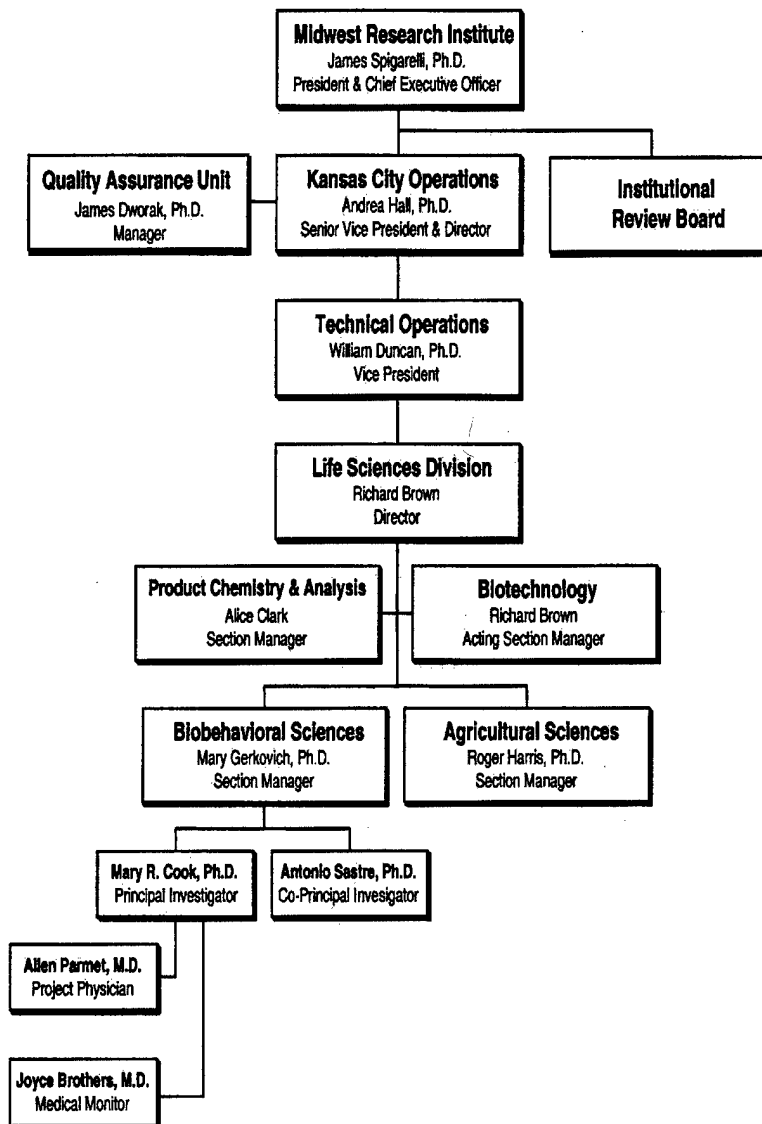 Midwest Research Institute
James Spigarelli, Ph.D.
President & Chief Executive Officer
Quality Assurance Unit
James Dworak, Ph.D.
Manager
Kansas City Operations
Andrea Hall, Ph.D.
Senior Vice President & Director
Institutional
Review Board
Technical Operations
William Duncan, Ph.D.
Vice President
Life Sciences Division
Richard Brown
Director
Product Chemistry & Analysis
Alice Clark
Section Manager
Biotechnology
Richard Brown
Acting Section Manager
Biobehavioral Sciences
Mary Gerkovich, Ph.D.
Section Manager
Agricultural Sciences
Roger Harris, Ph.D.
Section Manager
Mary R. Cook, Ph.D.
Principal Investigator
Antonio Sastre, Ph.D.
Co-Principal Invesigator
Allen Parmet, M.D.
Project Physician
Joyce Brothers, M.D.
Medical Monitor